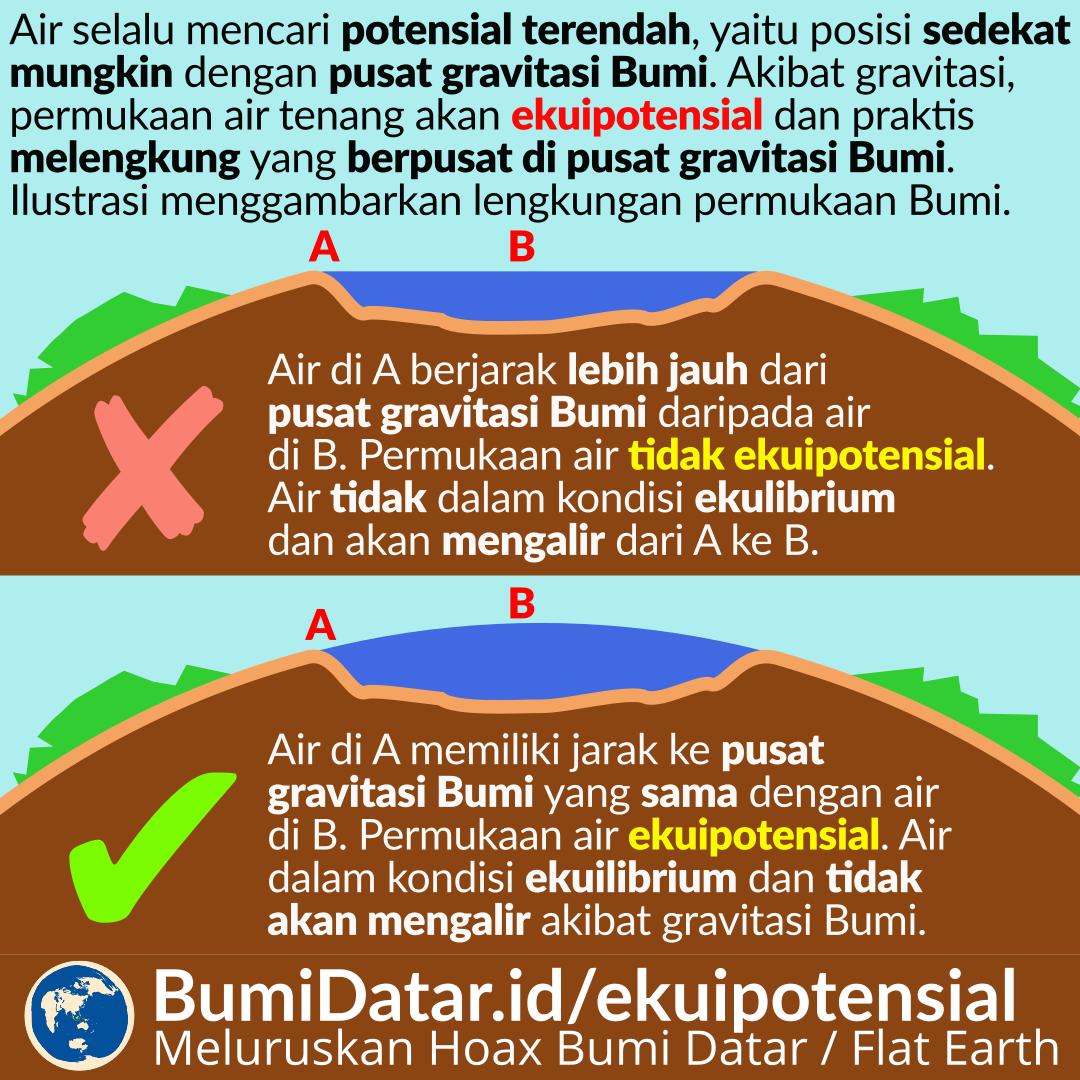 Air selalu mencari potensial terendah, yaitu posisi sedekat
mungkin dengan pusat gravitasi Bumi. Akibat gravitasi,
permukaan air tenang akan ekuipotensial dan praktis
melengkung yang berpusat di pusat gravitasi Bumi.
Ilustrasi menggambarkan lengkungan permukaan Bumi.
A B
Air di A berjarak lebih jauh dari
pusat gravitasi Bumi daripada air
di B. Permukaan air tidak ekuipotensial.
Air tidak dalam kondisi ekulibrium
dan akan mengalir dari A ke B.
A B
Air di A memiliki jarak ke pusat
gravitasi Bumi yang sama dengan air
di B. Permukaan air ekuipotensial. Air
dalam kondisi ekuilibrium dan tidak
akan mengalir akibat gravitasi Bumi.
BumiDatar.id/ekuipotensial
Meluruskan Hoax Bumi Datar / Flat Earth